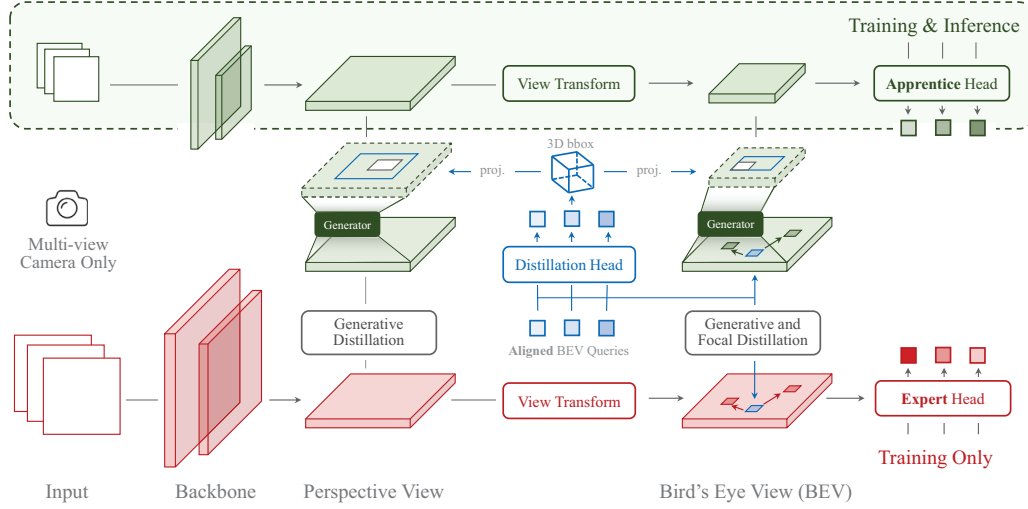 Training & Inference
View Transform
Apprentice Head
3D bbox
proj.
proj.
Generator
Generator
Multi-view
Camera Only
Distillation Head
Generative
Distillation
Generative and
Focal Distillation
Aligned BEV Queries
View Transform
Expert Head
Training Only
Input
Backbone
Perspective View
Bird's Eye View (BEV)